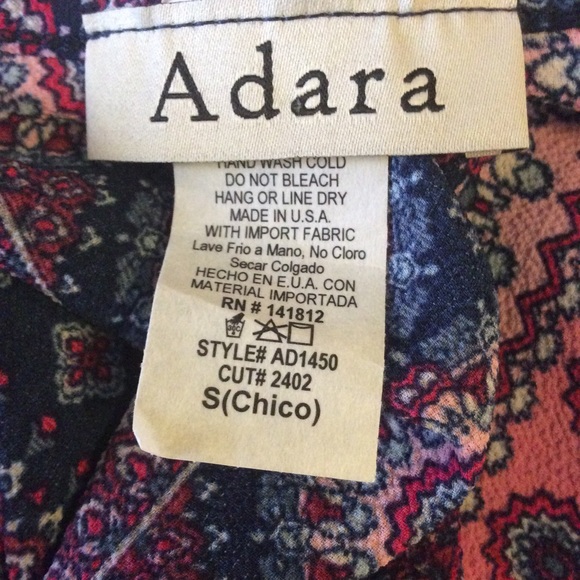 Adara
HAND WASH COLD
DO NOT BLEACH
HANG OR LINE DRY
MADE IN U.S.A.
WITH IMPORT FABRIC
Lave Frio a Mano, No Cloro
Secar Colgado
HECHO EN E.U.A. CON
MATERIAL IMPORTADA
RN # 141812
STYLE# AD1450
CUT# 2402
S(Chico)